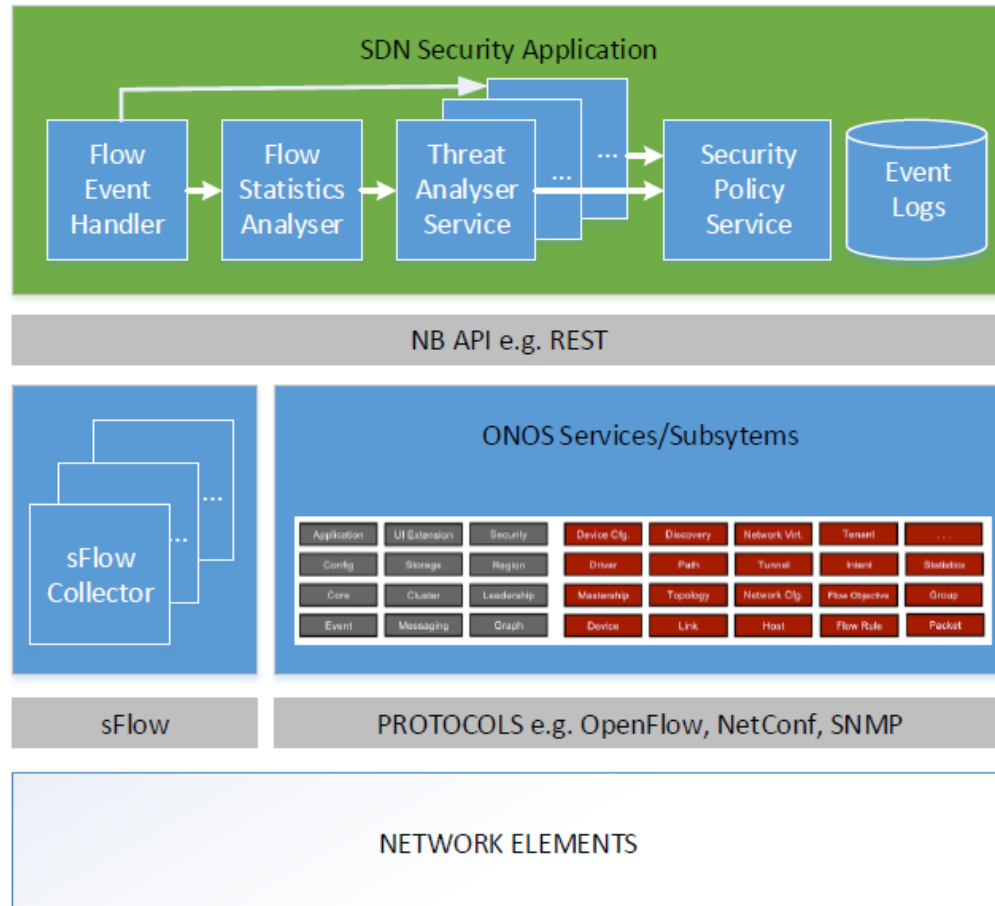 SDN Security Application
Flow
Event
Handler
Flow
Statistics
Analyser
Threat
Analyser
Service
...
...
Security
Policy
Service
Event
Logs
NB API e.g. REST
sFlow
Collector
...
...
ONOS Services/Subsytems
Application UI Extension Security Device Cfg. Discovery Network Virt. Tenant ...
Config Storage Region Driver Path Tunnel Intent Statistics
Core Cluster Leadership Mastership Topology Network Cfg. Flow Objective Group
Event Messaging Graph Device Link Host Flow Rule Packet
sFlow
PROTOCOLS e.g. OpenFlow, NetConf, SNMP
NETWORK ELEMENTS